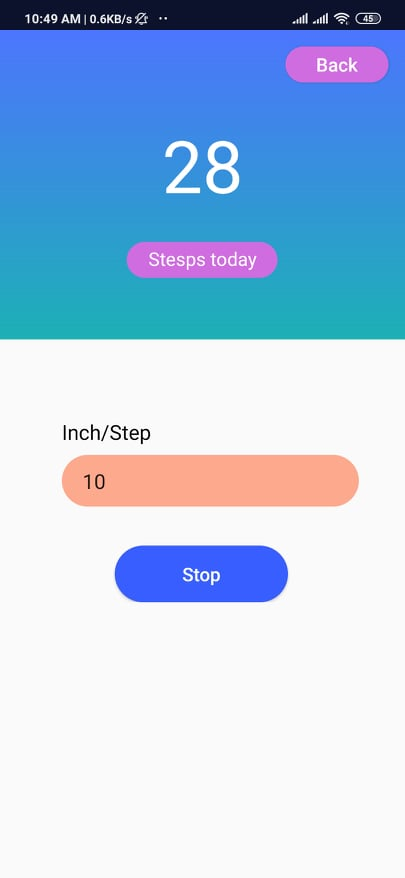 10:49 AM | 0.6KB/s
45
Back
28
Stesps today
Inch/Step
10
Stop